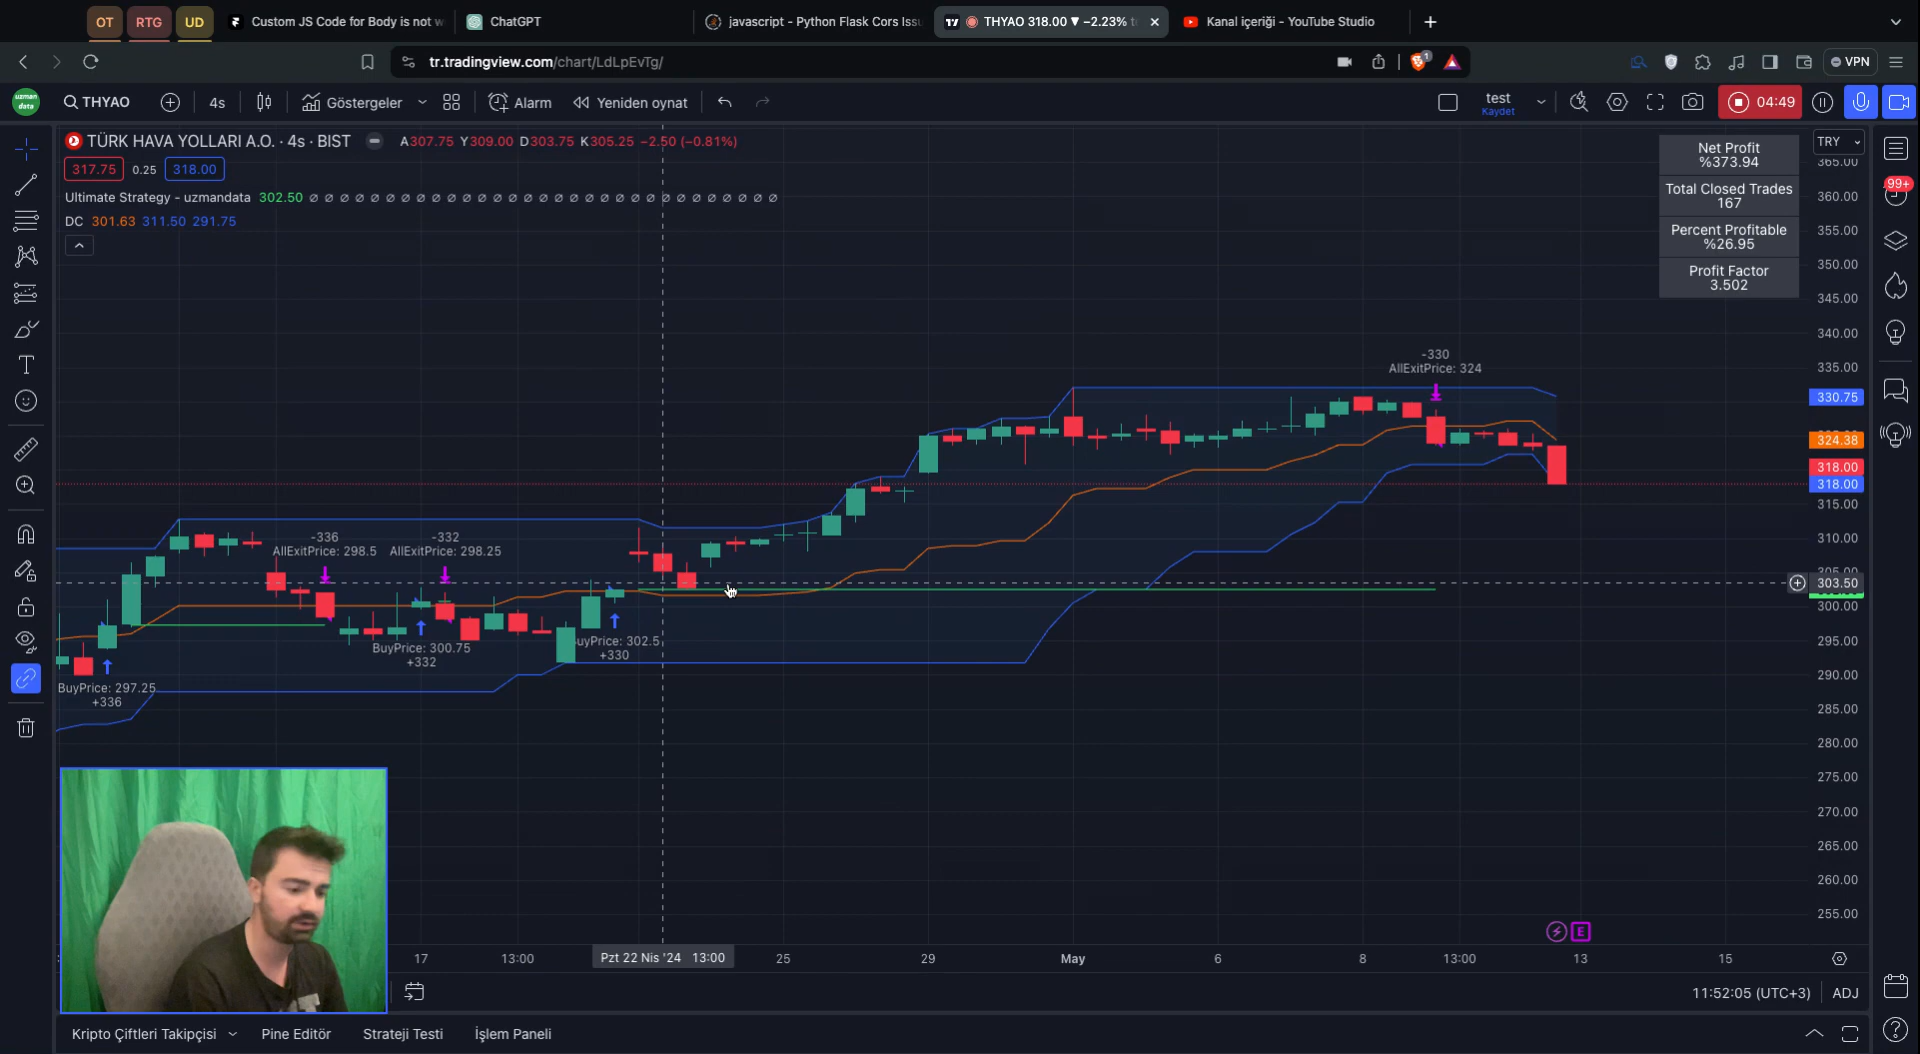 OT
RTG
UD
Custom JS Code for Body is not w
ChatGPT
javascript - Python Flask Cors Issu
THYAO 318.00 ▼ −2.23%
Kanal içeriği - YouTube Studio
tr.tradingview.com/chart/LdLpEvTg/
1
VPN
uzman
data
THYAO
4s
Göstergeler
Alarm
Yeniden oynat
test
Kaydet
04:49
TÜRK HAVA YOLLARI A.O. · 4s · BIST
A307.75 Y309.00 D303.75 K305.25 −2.50 (−0.81%)
317.75
0.25
318.00
Ultimate Strategy - uzmandata 302.50 ∅ ∅ ∅ ∅ ∅ ∅ ∅ ∅ ∅ ∅ ∅ ∅ ∅ ∅ ∅ ∅ ∅ ∅ ∅ ∅ ∅ ∅ ∅ ∅ ∅ ∅ ∅ ∅ ∅ ∅ ∅
DC 301.63 311.50 291.75
Net Profit
%373.94
Total Closed Trades
167
Percent Profitable
%26.95
Profit Factor
3.502
TRY
99+
365.00
360.00
355.00
350.00
345.00
340.00
335.00
330.75
324.38
318.00
318.00
315.00
310.00
305.00
303.50
300.00
295.00
290.00
285.00
280.00
275.00
270.00
265.00
260.00
255.00
-330
AllExitPrice: 324
-336
AllExitPrice: 298.5
-332
AllExitPrice: 298.25
BuyPrice: 297.25
+336
BuyPrice: 300.75
+332
uyPrice: 302.5
+330
E
17
13:00
Pzt 22 Nis '24 13:00
25
29
May
6
8
13:00
13
15
11:52:05 (UTC+3)
ADJ
Kripto Çiftleri Takipçisi
Pine Editör
Strateji Testi
İşlem Paneli